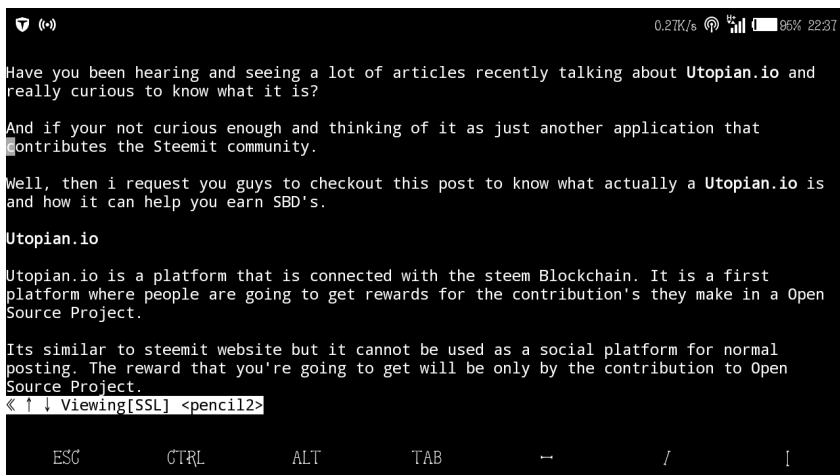 0.27K/s 95% 22:37
Have you been hearing and seeing a lot of articles recently talking about Utopian.io and
really curious to know what it is?
And if your not curious enough and thinking of it as just another application that
contributes the Steemit community.
Well, then i request you guys to checkout this post to know what actually a Utopian.io is
and how it can help you earn SBD's.
Utopian.io
Utopian.io is a platform that is connected with the steem Blockchain. It is a first
platform where people are going to get rewards for the contribution's they make in a Open
Source Project.
Its similar to steemit website but it cannot be used as a social platform for normal
posting. The reward that you're going to get will be only by the contribution to Open
Source Project.
« ↑ ↓ Viewing[SSL] <pencil2>
ESC CTRL ALT TAB — / |